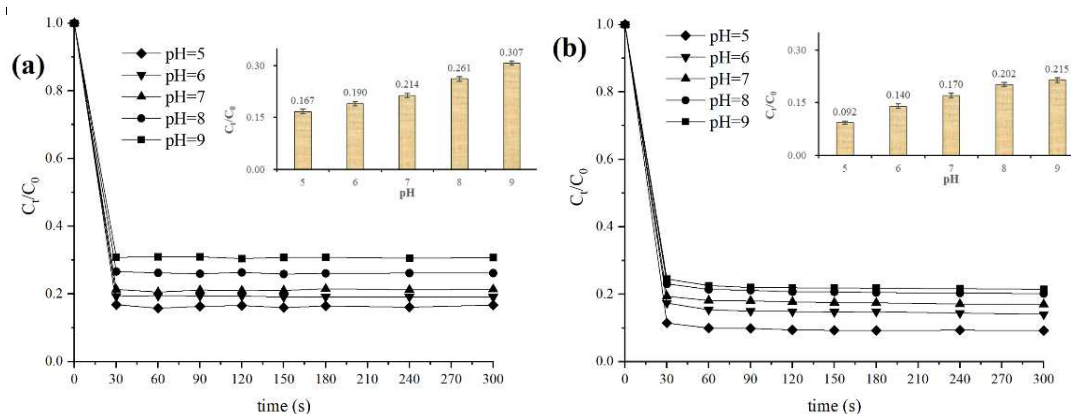 (a)
1.0
0.8
0.6
0.4
0.2
0.0
Cₜ/C₀
pH=5
pH=6
pH=7
pH=8
pH=9
0.30
0.15
0.00
Cₜ/C₀
0.167
0.190
0.214
0.261
0.307
5 6 7 8 9
pH
0 30 60 90 120 150 180 210 240 270 300
time (s)
(b)
1.0
0.8
0.6
0.4
0.2
0.0
Cₜ/C₀
pH=5
pH=6
pH=7
pH=8
pH=9
0.30
0.15
0.00
Cₜ/C₀
0.092
0.140
0.170
0.202
0.215
5 6 7 8 9
pH
0 30 60 90 120 150 180 210 240 270 300
time (s)